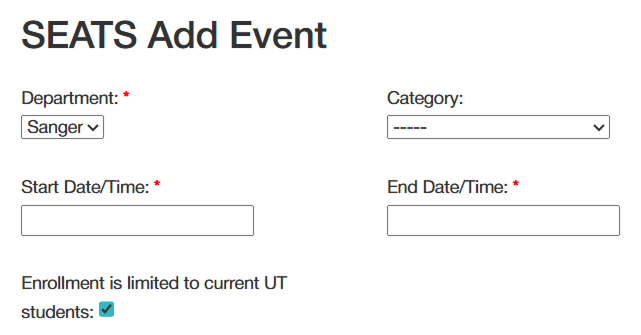 SEATS Add Event
Department: * Category:
Sanger -----
Start Date/Time: * End Date/Time: *
Enrollment is limited to current UT
students: